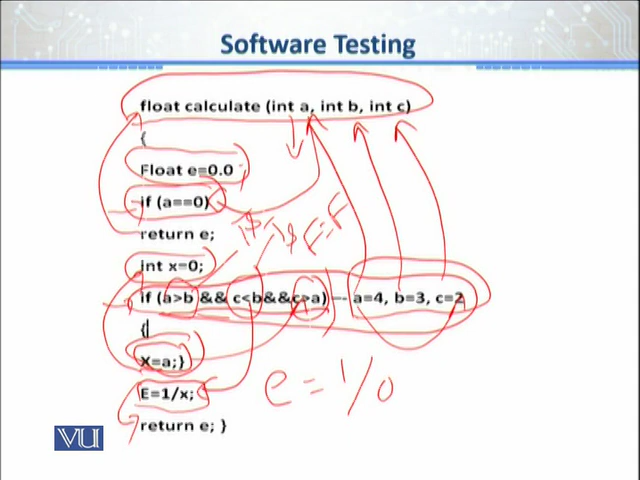 Software Testing
float calculate (int a, int b, int c)
{
Float e=0.0
if (a==0)
return e;
int x=0;
if (a>b && c<b&&c>a) -- a=4, b=3, c=2
{
X=a;}
E=1/x;
e = 1/0
return e; }
VU